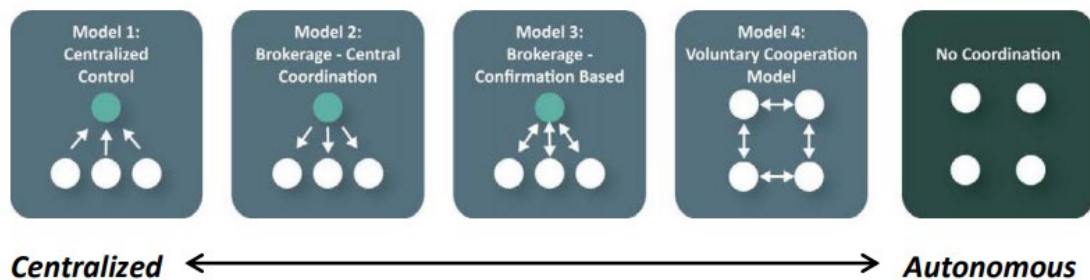 Model 1:
Centralized
Control
Model 2:
Brokerage - Central
Coordination
Model 3:
Brokerage -
Confirmation Based
Model 4:
Voluntary Cooperation
Model
No Coordination
Centralized
Autonomous